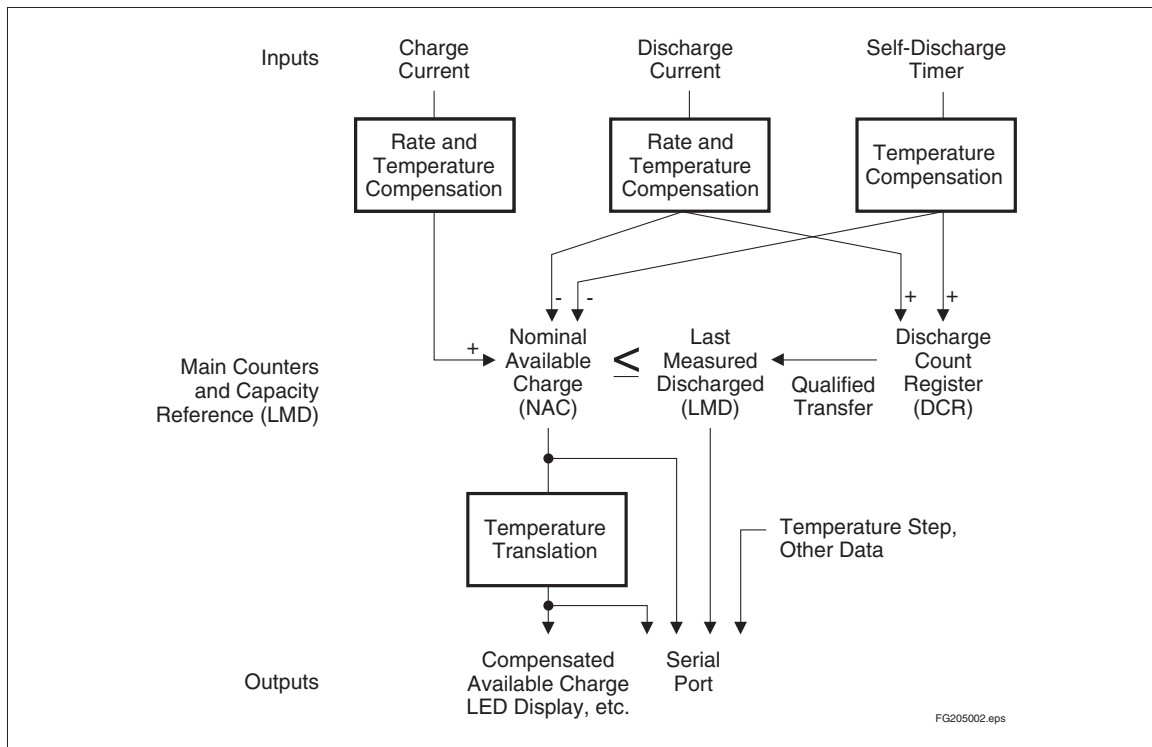 Inputs
Charge
Current
Discharge
Current
Self-Discharge
Timer
Rate and
Temperature
Compensation
Rate and
Temperature
Compensation
Temperature
Compensation
-
-
+
+
+
Main Counters
and Capacity
Reference (LMD)
Nominal
Available
Charge
(NAC)
≤
Last
Measured
Discharged
(LMD)
Qualified
Transfer
Discharge
Count
Register
(DCR)
Temperature
Translation
Temperature Step,
Other Data
Outputs
Compensated
Available Charge
LED Display, etc.
Serial
Port
FG205002.eps